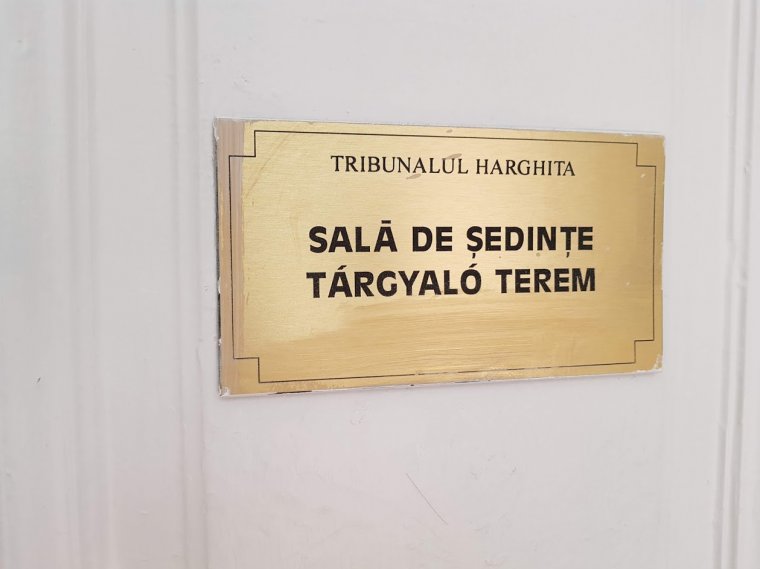 TRIBUNALUL HARGHITA
SALĂ DE ȘEDINȚE
TÁRGYALÓ TEREM